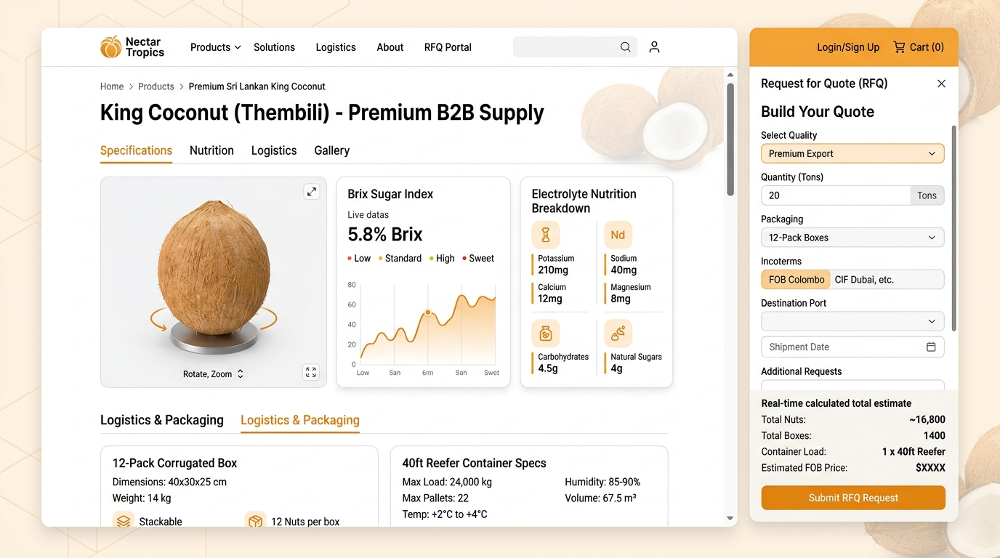 Nectar
Tropics
Products
Solutions
Logistics
About
RFQ Portal
Home > Products > Premium Sri Lankan King Coconut
King Coconut (Thembili) - Premium B2B Supply
Specifications
Nutrition
Logistics
Gallery
Rotate, Zoom
Brix Sugar Index
Live datas
5.8% Brix
Low
Standard
High
Sweet
80
60
40
20
0
Low
San
6rrn
San
Swet
Electrolyte Nutrition
Breakdown
Nd
Potassium
210mg
Sodium
40mg
Calcium
12mg
Magnesium
8mg
Carbohydrates
4.5g
Natural Sugars
4g
Logistics & Packaging
Logistics & Packaging
12-Pack Corrugated Box
Dimensions: 40x30x25 cm
Weight: 14 kg
Stackable
12 Nuts per box
40ft Reefer Container Specs
Max Load: 24,000 kg
Max Pallets: 22
Temp: +2°C to +4°C
Humidity: 85-90%
Volume: 67.5 m³
Login/Sign Up
Cart (0)
Request for Quote (RFQ)
Build Your Quote
Select Quality
Premium Export
Quantity (Tons)
20
Tons
Packaging
12-Pack Boxes
Incoterms
FOB Colombo
CIF Dubai, etc.
Destination Port
Shipment Date
Additional Requests
Real-time calculated total estimate
Total Nuts: ~16,800
Total Boxes: 1400
Container Load: 1 x 40ft Reefer
Estimated FOB Price: $XXXX
Submit RFQ Request